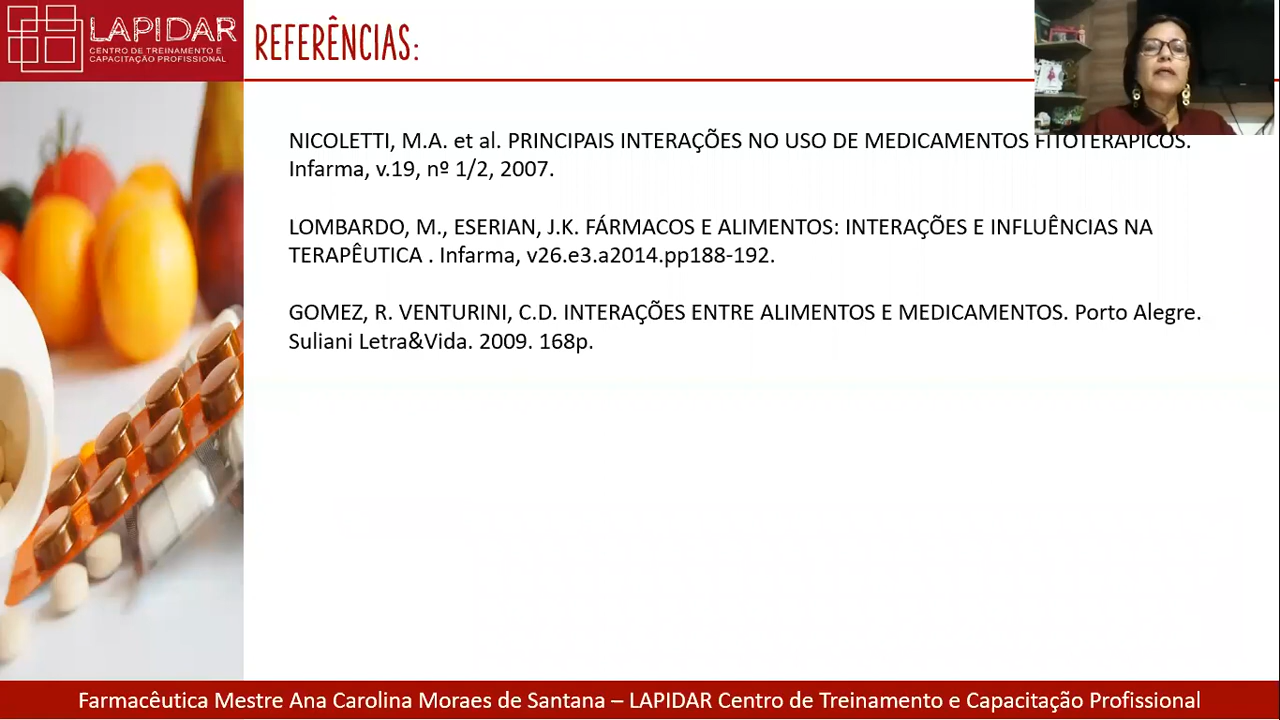 LAPIDAR
CENTRO DE TREINAMENTO E
CAPACITAÇÃO PROFISSIONAL
REFERÊNCIAS:
NICOLETTI, M.A. et al. PRINCIPAIS INTERAÇÕES NO USO DE MEDICAMENTOS FITOTERÁPICOS.
Infarma, v.19, nº 1/2, 2007.
LOMBARDO, M., ESERIAN, J.K. FÁRMACOS E ALIMENTOS: INTERAÇÕES E INFLUÊNCIAS NA
TERAPÊUTICA . Infarma, v26.e3.a2014.pp188-192.
GOMEZ, R. VENTURINI, C.D. INTERAÇÕES ENTRE ALIMENTOS E MEDICAMENTOS. Porto Alegre.
Suliani Letra&Vida. 2009. 168p.
Farmacêutica Mestre Ana Carolina Moraes de Santana – LAPIDAR Centro de Treinamento e Capacitação Profissional